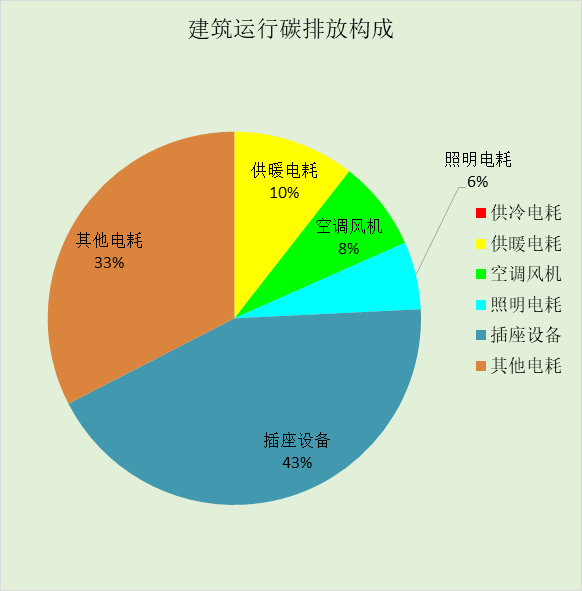 建筑运行碳排放构成
供暖电耗
10%
空调风机
8%
照明电耗
6%
插座设备
43%
其他电耗
33%
供冷电耗
供暖电耗
空调风机
照明电耗
插座设备
其他电耗